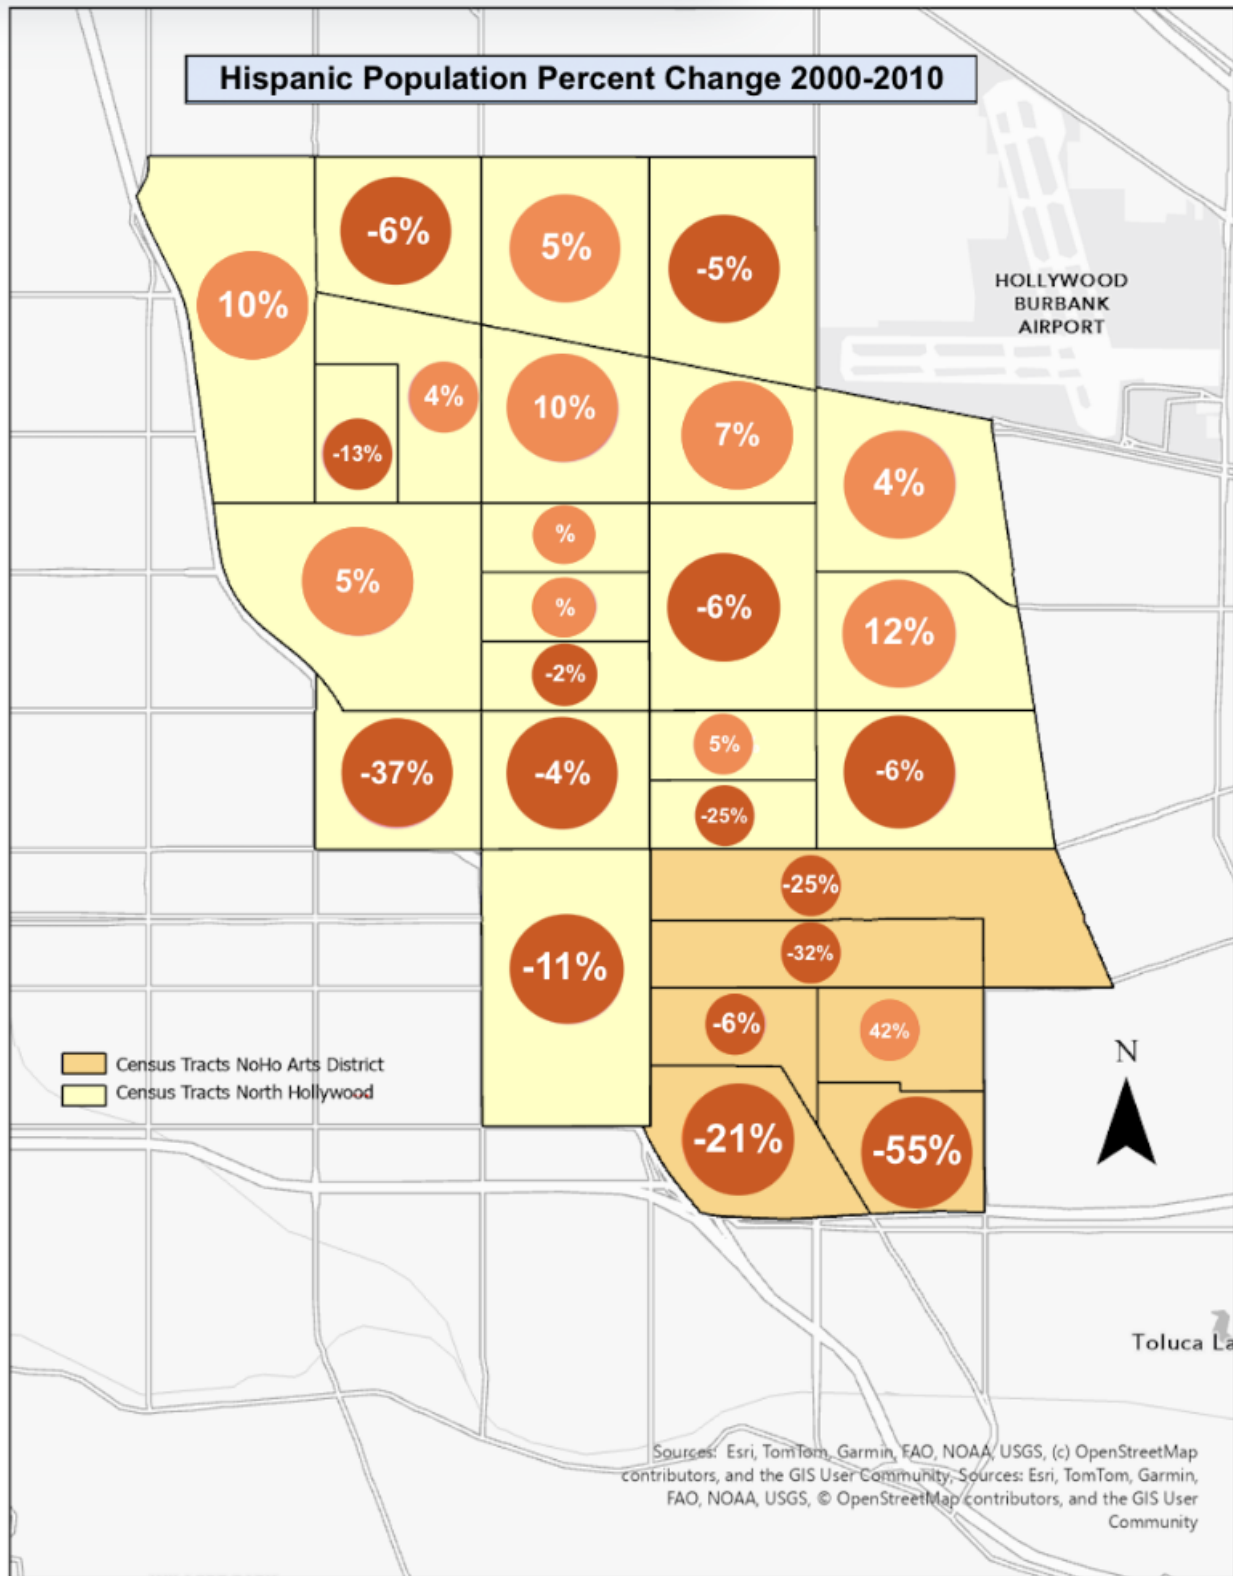 Hispanic Population Percent Change 2000-2010
-6%
5%
-5%
10%
HOLLYWOOD
BURBANK
AIRPORT
4%
10%
7%
-13%
4%
%
5%
%
-6%
12%
-2%
-37%
-4%
5%
-6%
-25%
-25%
-32%
-11%
-6%
42%
Census Tracts NoHo Arts District
Census Tracts North Hollywood
N
-21%
-55%
Toluca La
Sources: Esri, TomTom, Garmin, FAO, NOAA, USGS, (c) OpenStreetMap
contributors, and the GIS User Community, Sources: Esri, TomTom, Garmin,
FAO, NOAA, USGS, © OpenStreetMap contributors, and the GIS User
Community